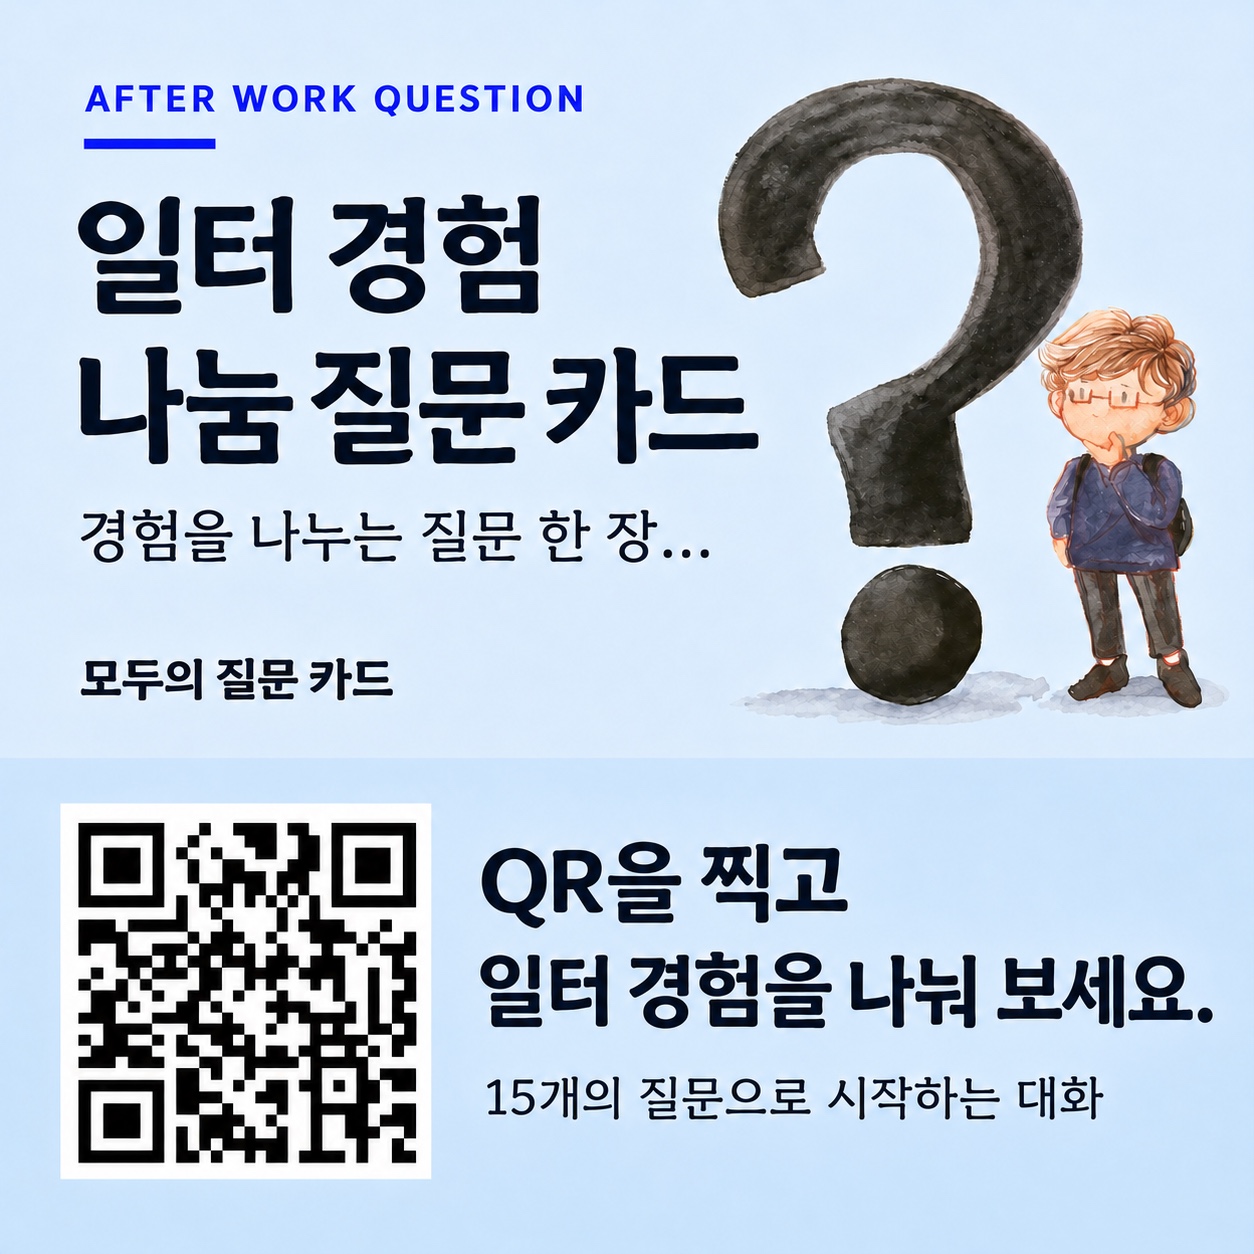 AFTER WORK QUESTION
일터 경험
나눔 질문 카드
경험을 나누는 질문 한 장...
모두의 질문 카드
QR을 찍고
일터 경험을 나눠 보세요.
15개의 질문으로 시작하는 대화